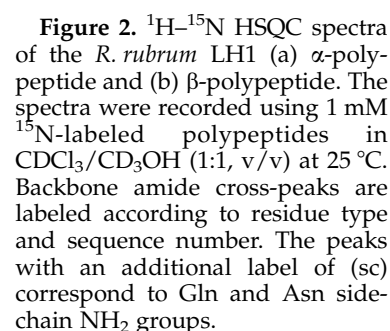 Figure 2. ¹H–¹⁵N HSQC spectra
of the R. rubrum LH1 (a) α-poly-
peptide and (b) β-polypeptide. The
spectra were recorded using 1 mM
¹⁵N-labeled polypeptides in
CDCl₃/CD₃OH (1:1, v/v) at 25 °C.
Backbone amide cross-peaks are
labeled according to residue type
and sequence number. The peaks
with an additional label of (sc)
correspond to Gln and Asn side-
chain NH₂ groups.